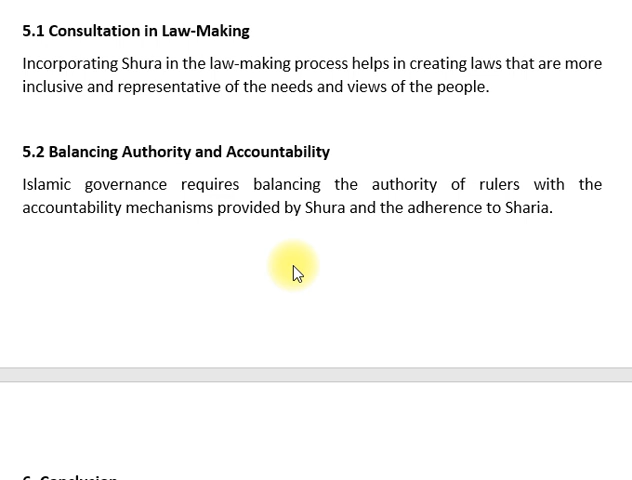 5.1 Consultation in Law-Making
Incorporating Shura in the law-making process helps in creating laws that are more
inclusive and representative of the needs and views of the people.
5.2 Balancing Authority and Accountability
Islamic governance requires balancing the authority of rulers with the
accountability mechanisms provided by Shura and the adherence to Sharia.
6. Conclusion